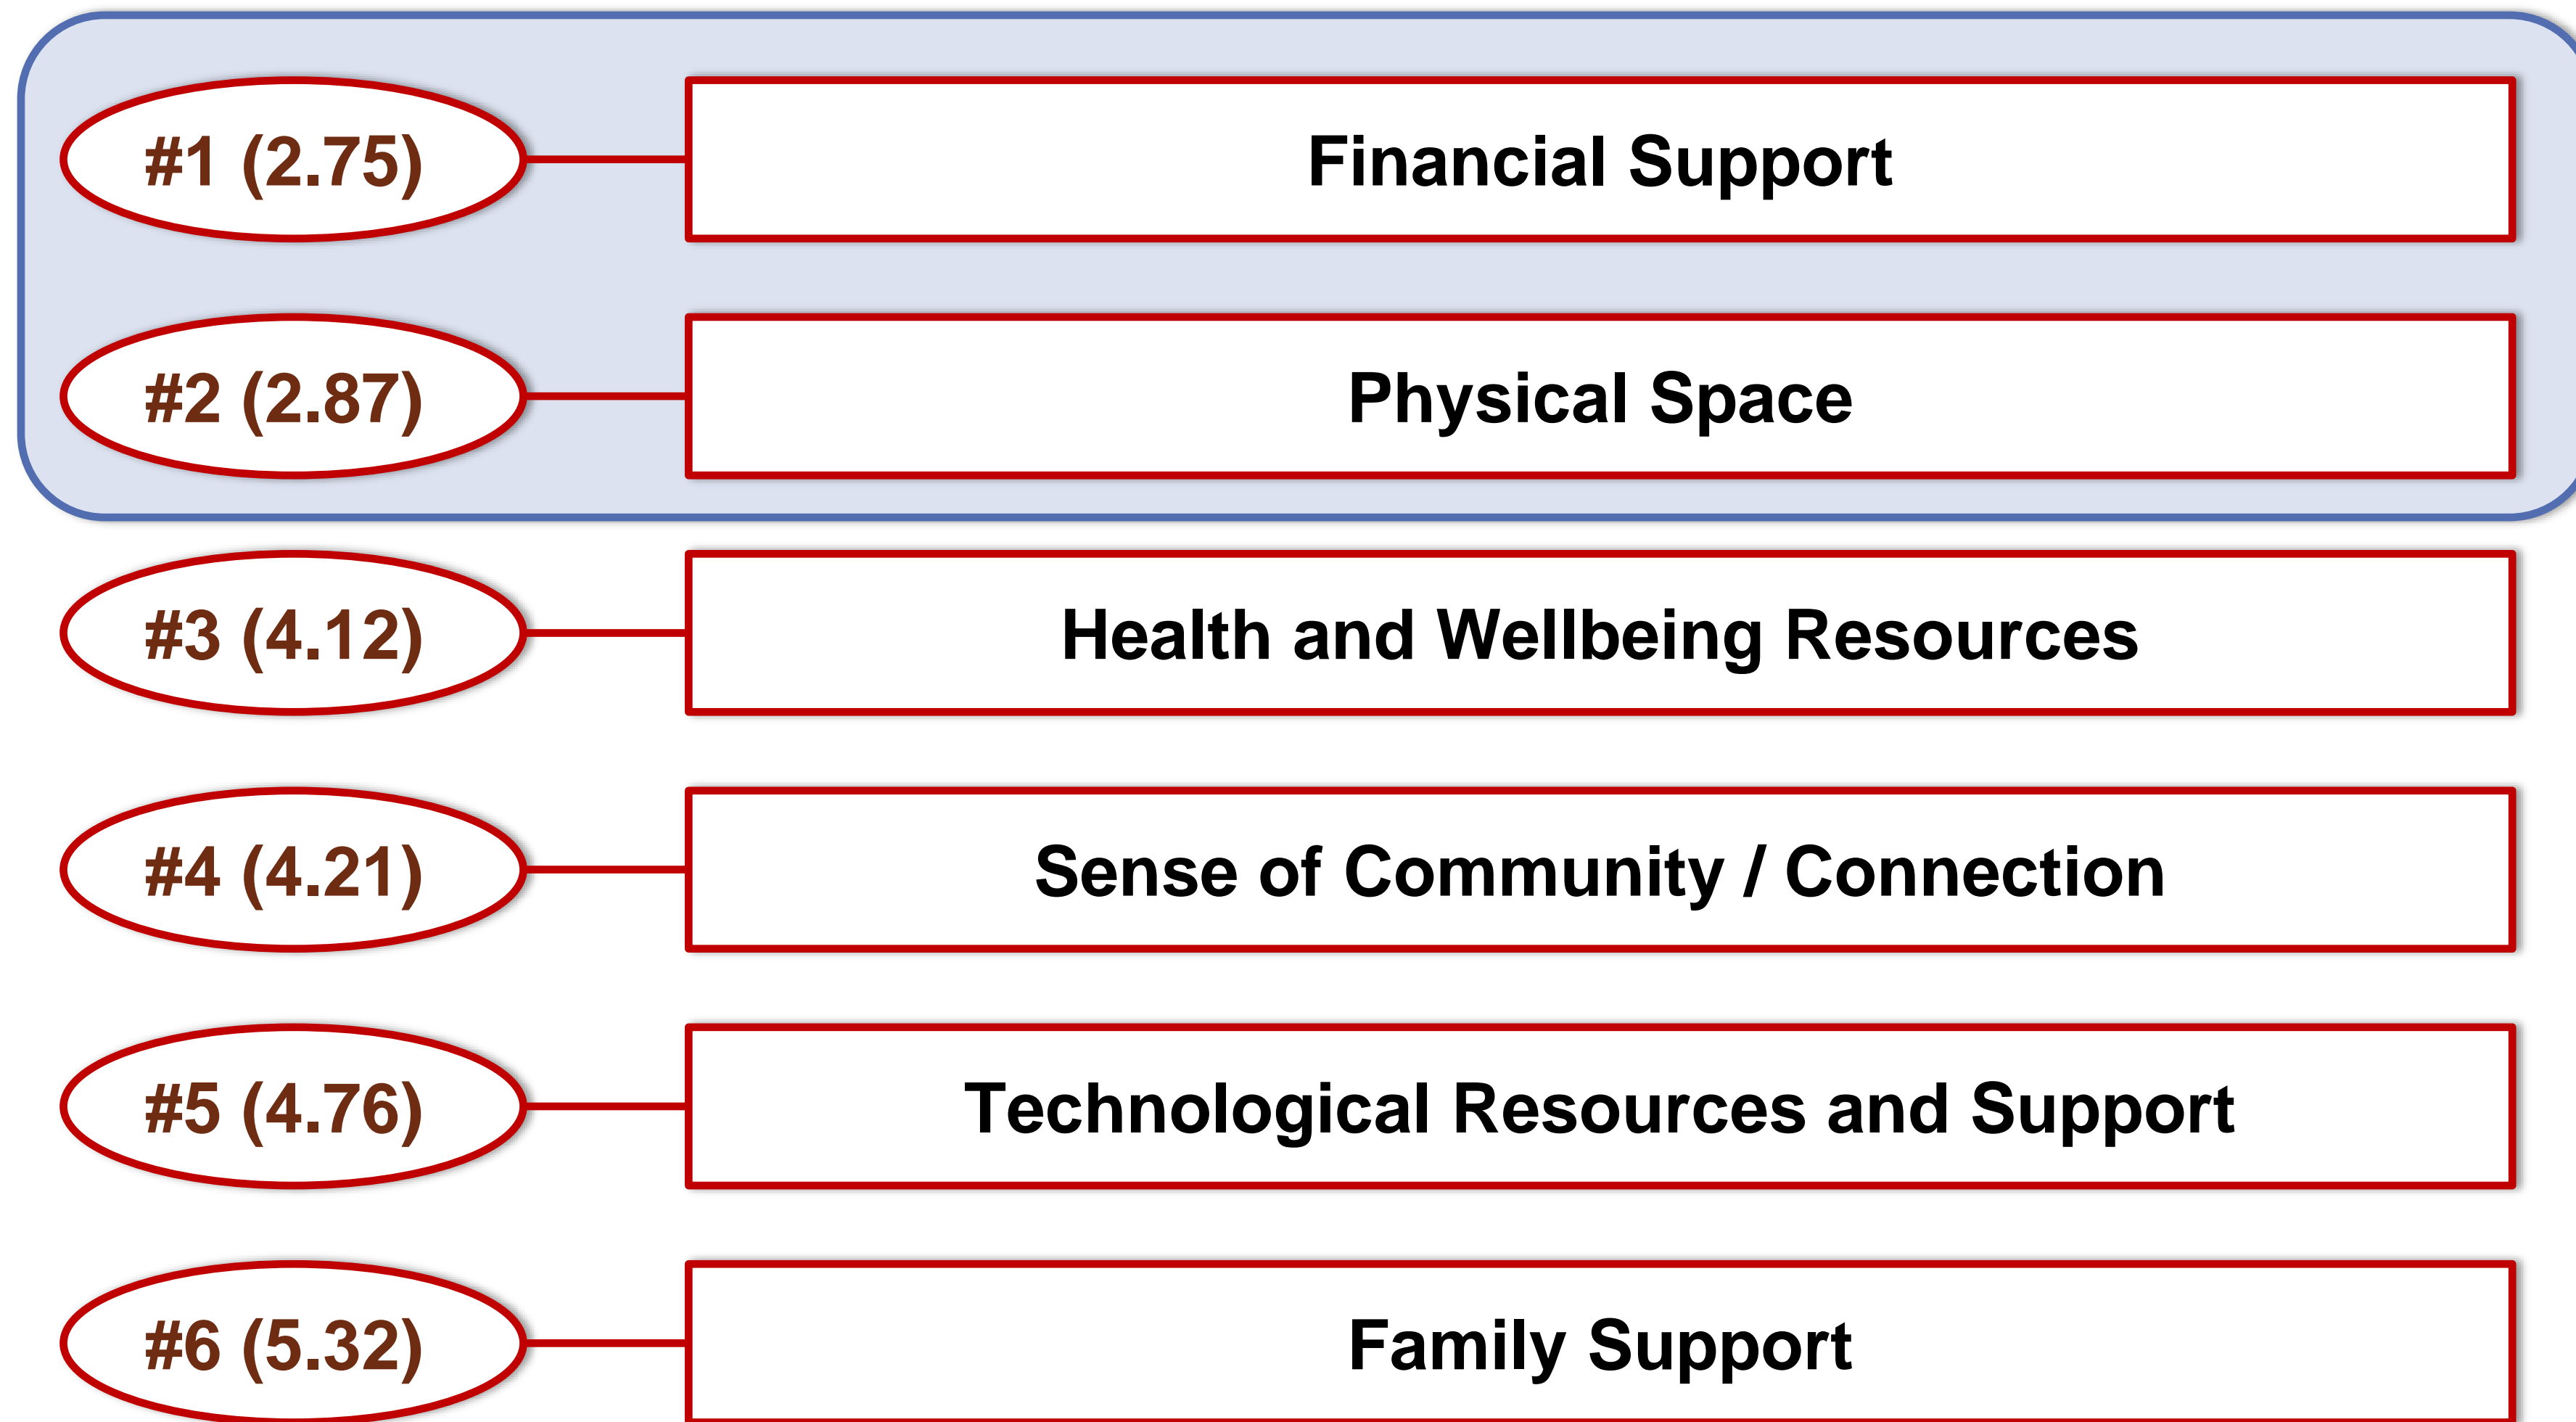 #1 (2.75) Financial Support
#2 (2.87) Physical Space
#3 (4.12) Health and Wellbeing Resources
#4 (4.21) Sense of Community / Connection
#5 (4.76) Technological Resources and Support
#6 (5.32) Family Support